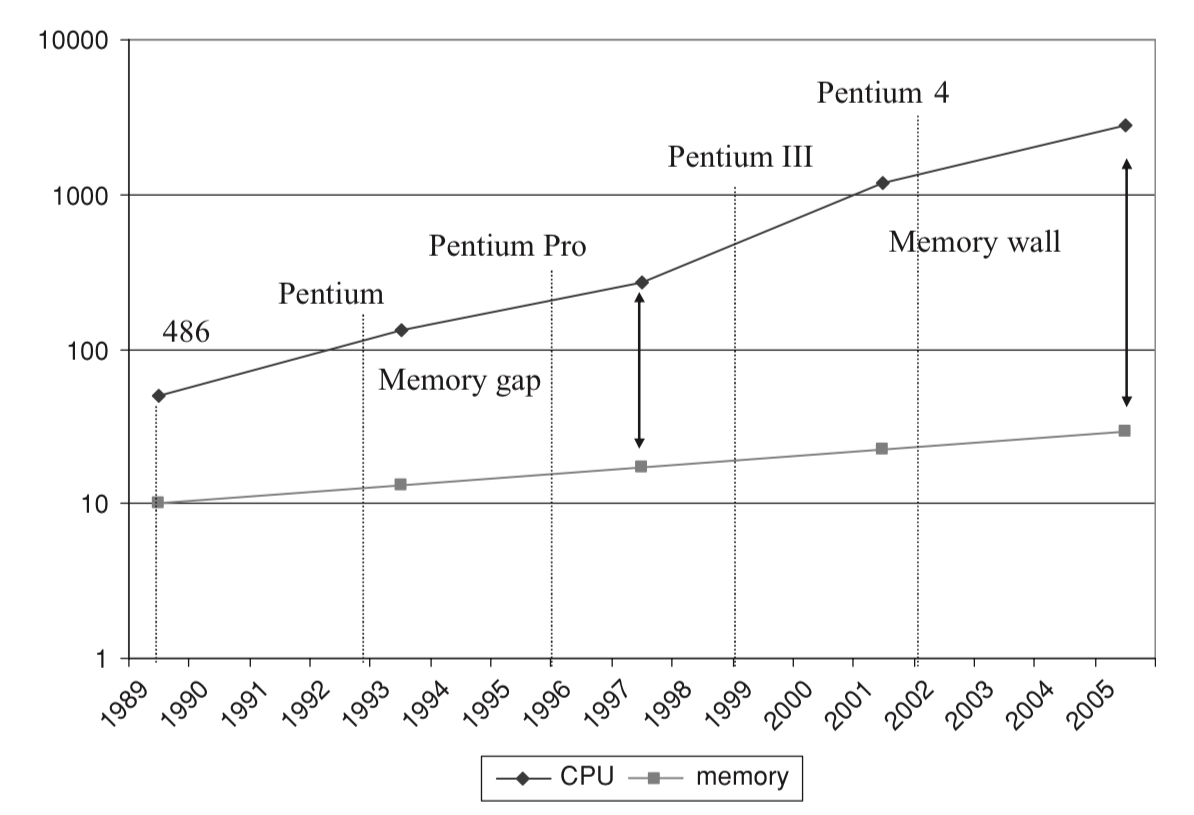 10000
Pentium 4
Pentium III
1000
Pentium Pro
Memory wall
Pentium
486
100
Memory gap
10
1
1989 1990 1991 1992 1993 1994 1995 1996 1997 1998 1999 2000 2001 2002 2003 2004 2005
CPU memory